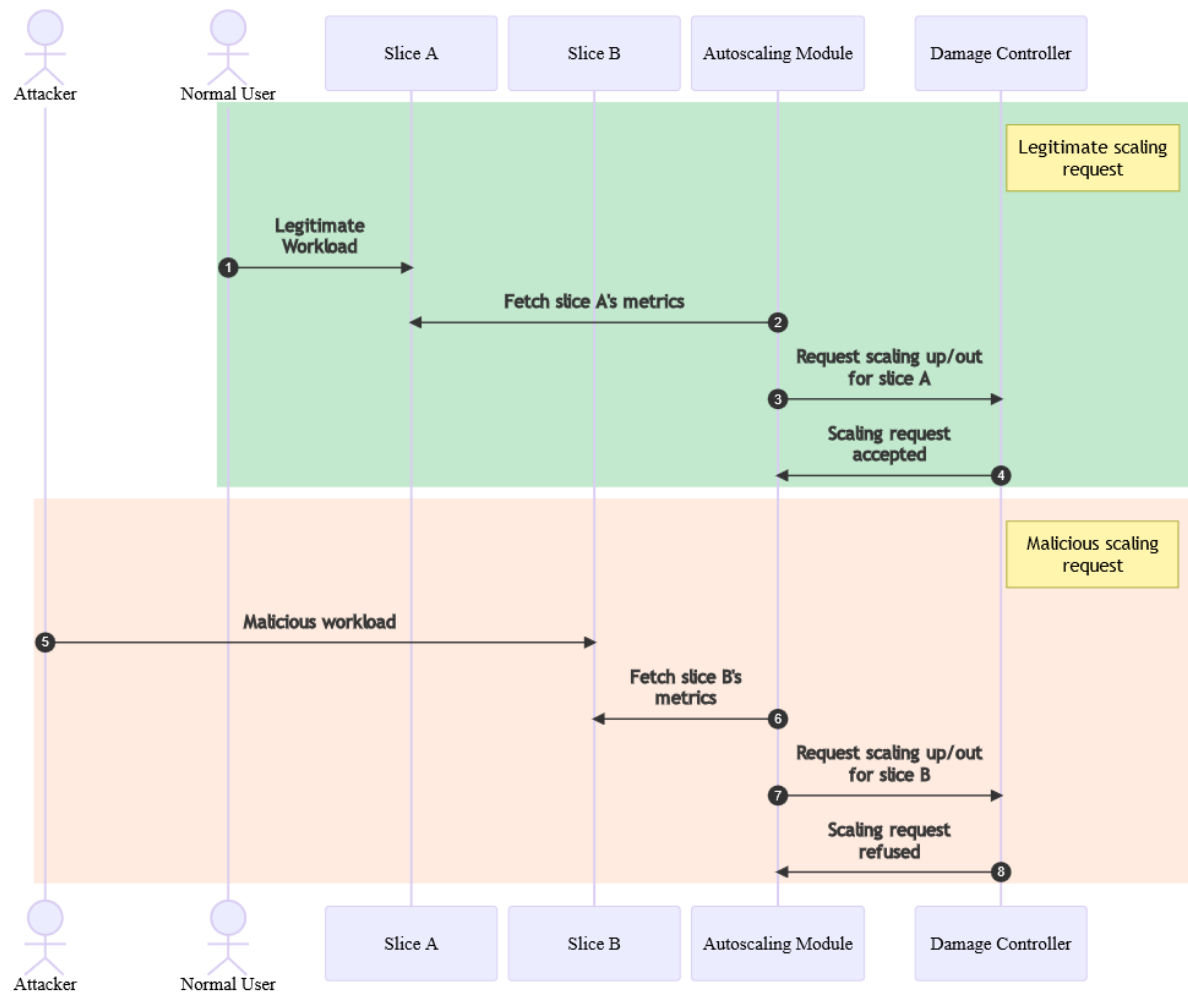 Attacker
Normal User
Slice A
Slice B
Autoscaling Module
Damage Controller
Legitimate scaling
request
Legitimate
Workload
1
Fetch slice A's metrics
2
Request scaling up/out
for slice A
3
Scaling request
accepted
4
Malicious scaling
request
Malicious workload
5
Fetch slice B's
metrics
6
Request scaling up/out
for slice B
7
Scaling request
refused
8
Attacker
Normal User
Slice A
Slice B
Autoscaling Module
Damage Controller